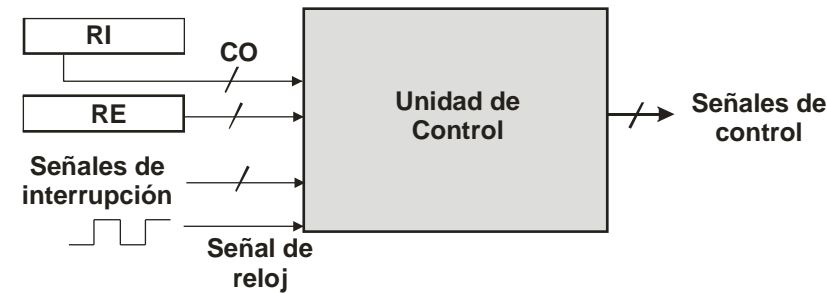 RI
CO
RE
Señales de
interrupción
Señal de
reloj
Unidad de
Control
Señales de
control